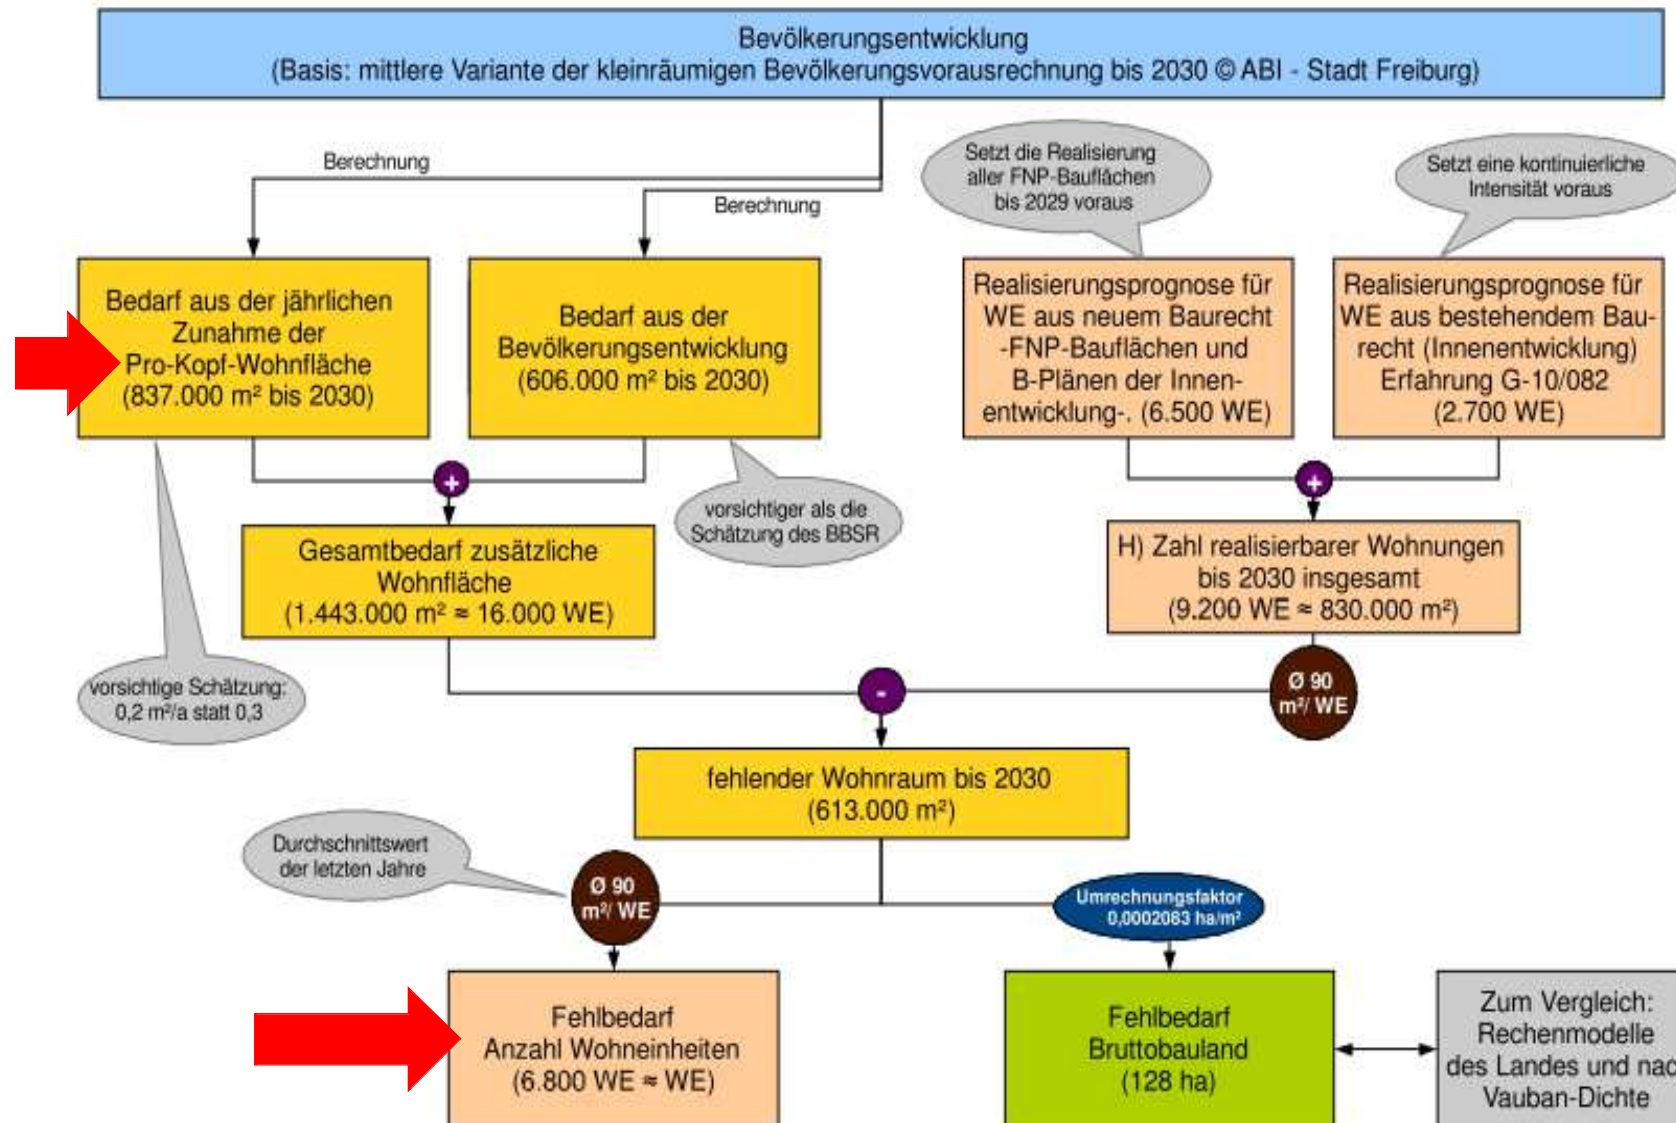 Bevölkerungsentwicklung
(Basis: mittlere Variante der kleinräumigen Bevölkerungsvorausrechnung bis 2030 © ABI - Stadt Freiburg)
Berechnung
Berechnung
Setzt die Realisierung
aller FNP-Bauflächen
bis 2029 voraus
Setzt eine kontinuierliche
Intensität voraus
Bedarf aus der jährlichen
Zunahme der
Pro-Kopf-Wohnfläche
(837.000 m² bis 2030)
Bedarf aus der
Bevölkerungsentwicklung
(606.000 m² bis 2030)
Realisierungsprognose für
WE aus neuem Baurecht
-FNP-Bauflächen und
B-Plänen der Innen-
entwicklung-. (6.500 WE)
Realisierungsprognose für
WE aus bestehendem Bau-
recht (Innenentwicklung)
Erfahrung G-10/082
(2.700 WE)
+
+
vorsichtiger als die
Schätzung des BBSR
Gesamtbedarf zusätzliche
Wohnfläche
(1.443.000 m² ≈ 16.000 WE)
H) Zahl realisierbarer Wohnungen
bis 2030 insgesamt
(9.200 WE ≈ 830.000 m²)
vorsichtige Schätzung:
0,2 m²/a statt 0,3
-
Ø 90
m²/ WE
fehlender Wohnraum bis 2030
(613.000 m²)
Durchschnittswert
der letzten Jahre
Ø 90
m²/ WE
Umrechnungsfaktor
0,0002083 ha/m²
Fehlbedarf
Anzahl Wohneinheiten
(6.800 WE ≈ WE)
Fehlbedarf
Bruttobauland
(128 ha)
Zum Vergleich:
Rechenmodelle
des Landes und nac
Vauban-Dichte